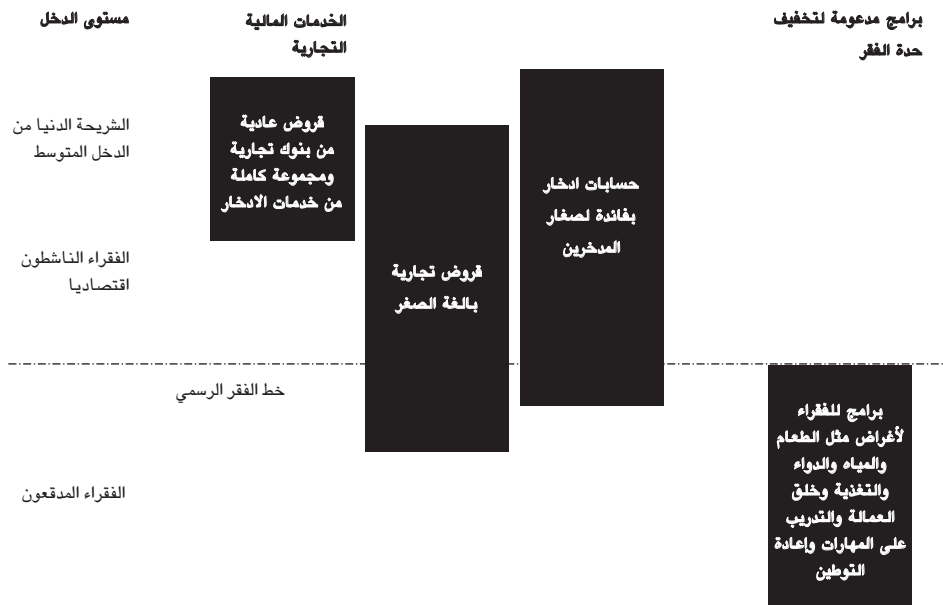 مستوى الدخل
الخدمات المالية
التجارية
برامج مدعومة لتخفيف
حدة الفقر
الشريحة الدنيا من
الدخل المتوسط
الفقراء الناشطون
اقتصاديا
خط الفقر الرسمي
الفقراء المدقعون
قروض عادية
من بنوك تجارية
ومجموعة كاملة
من خدمات الادخار
قروض تجارية
بالغة الصغر
حسابات ادخار
بفائدة لصغار
المدخرين
برامج للفقراء
لأغراض مثل الطعام
والمياه والدواء
والتغذية وخلق
العمالة والتدريب
على المهارات وإعادة
التوطين